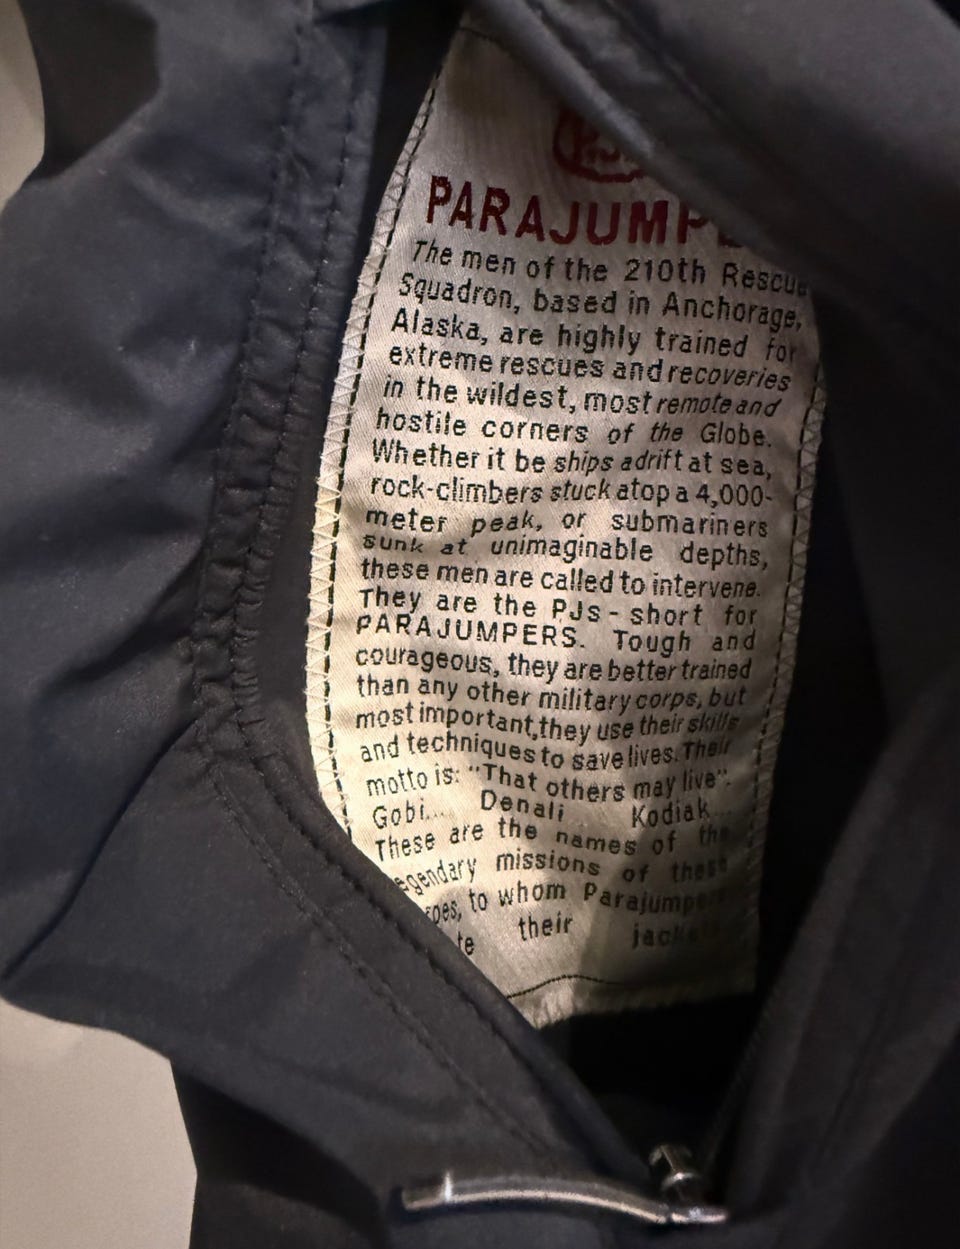 PARAJUMP
The men of the 210th Rescue
Squadron, based in Anchorage,
Alaska, are highly trained for
extreme rescues and recoveries
in the wildest, most remote and
hostile corners of the Globe.
Whether it be ships adrift at sea,
rock-climbers stuck atop a 4,000-
meter peak, or submariners
sunk at unimaginable depths,
these men are called to intervene.
They are the PJs - short for
PARAJUMPERS. Tough and
courageous, they are better trained
than any other military corps, but
most important, they use their skills
and techniques to save lives. Their
motto is: "That others may live".
Gobi... Denali Kodiak...
These are the names of the
egendary missions of these
roes, to whom Parajumpers
te their jackets